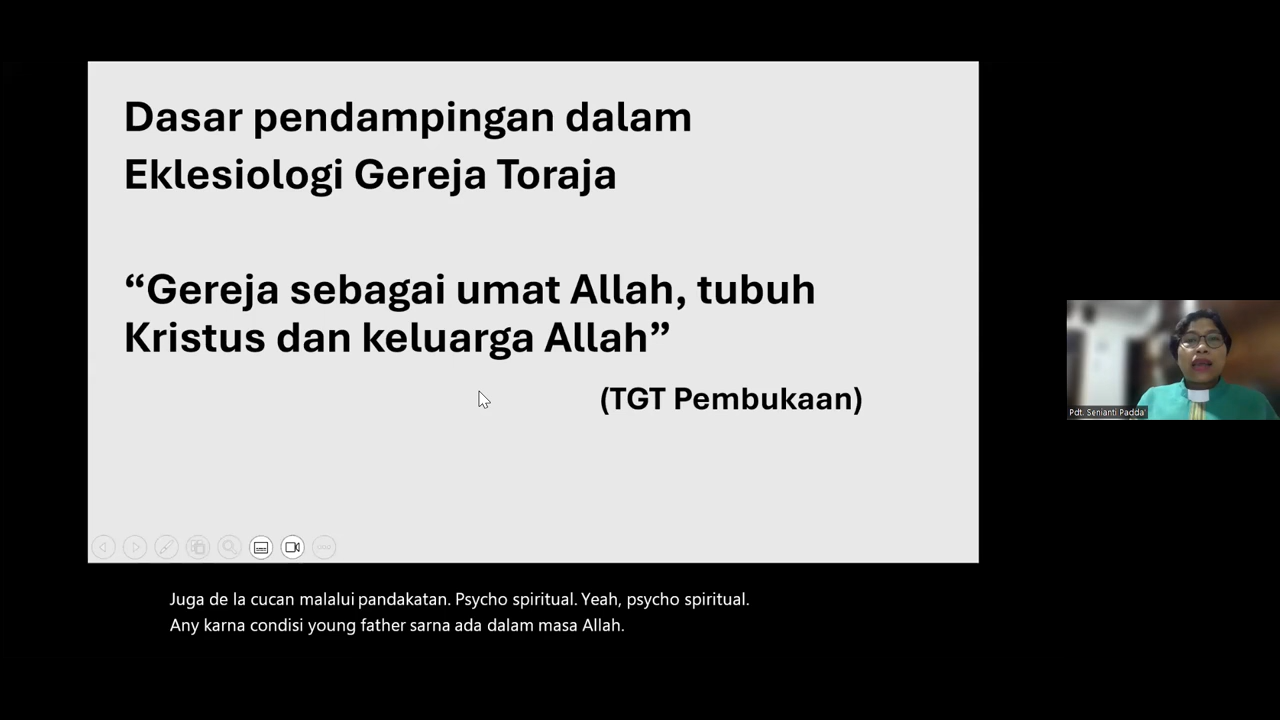 Dasar pendampingan dalam
Eklesiologi Gereja Toraja
“Gereja sebagai umat Allah, tubuh
Kristus dan keluarga Allah”
(TGT Pembukaan)
Pdt. Senianti Padda'
Juga de la cucan malalui pandakatan. Psycho spiritual. Yeah, psycho spiritual.
Any karna condisi young father sarna ada dalam masa Allah.